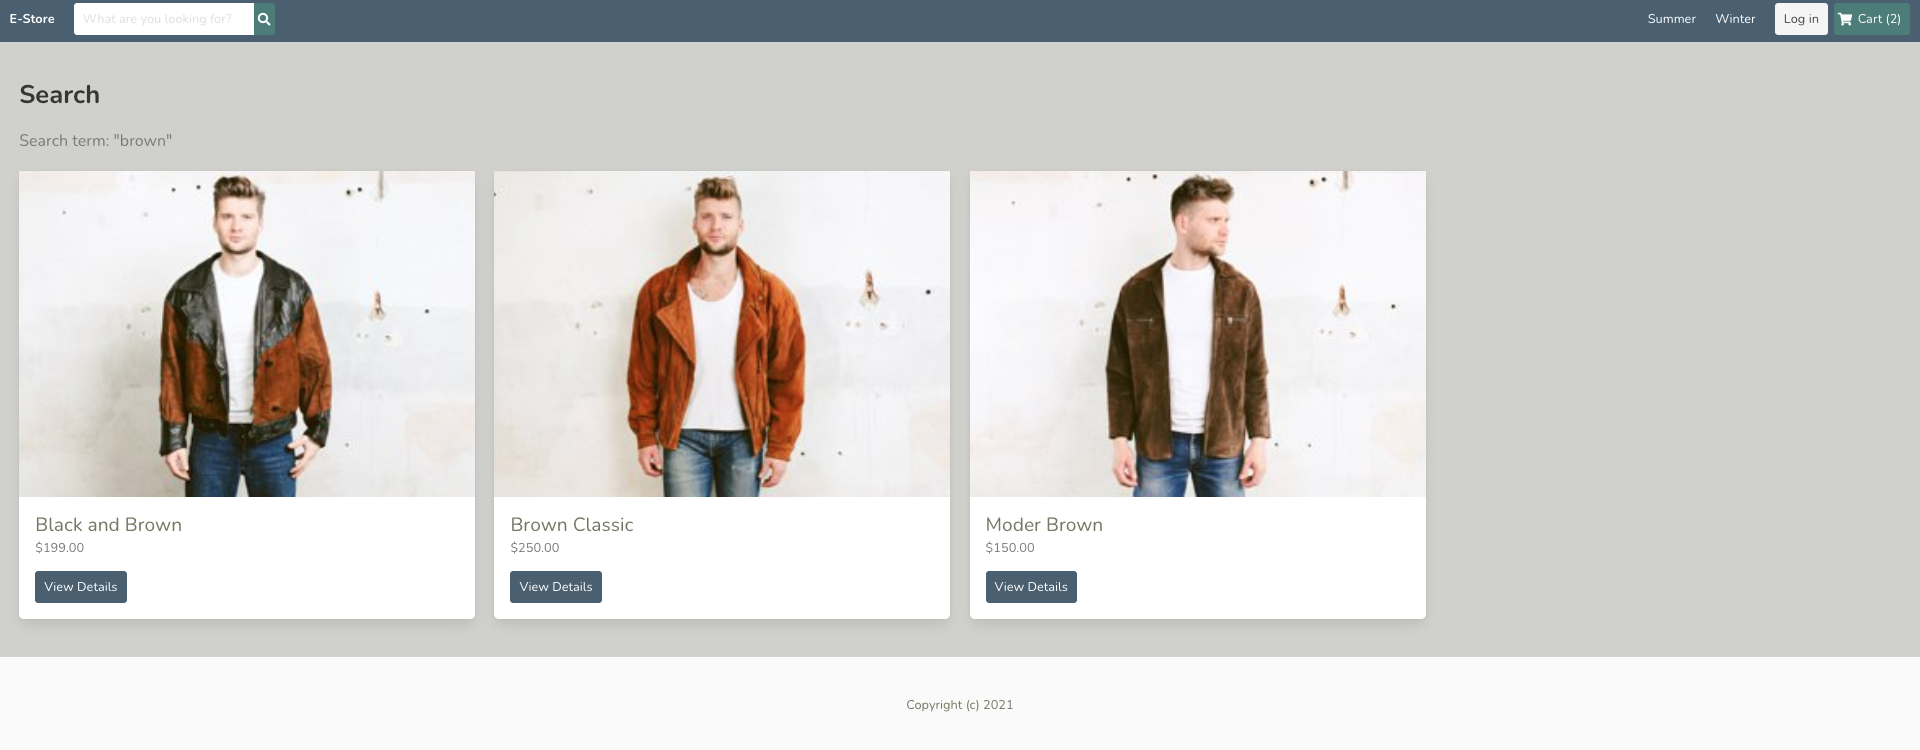 E-Store
What are you looking for?
Summer
Winter
Log in
Cart (2)
Search
Search term: "brown"
Black and Brown
$199.00
View Details
Brown Classic
$250.00
View Details
Moder Brown
$150.00
View Details
Copyright (c) 2021